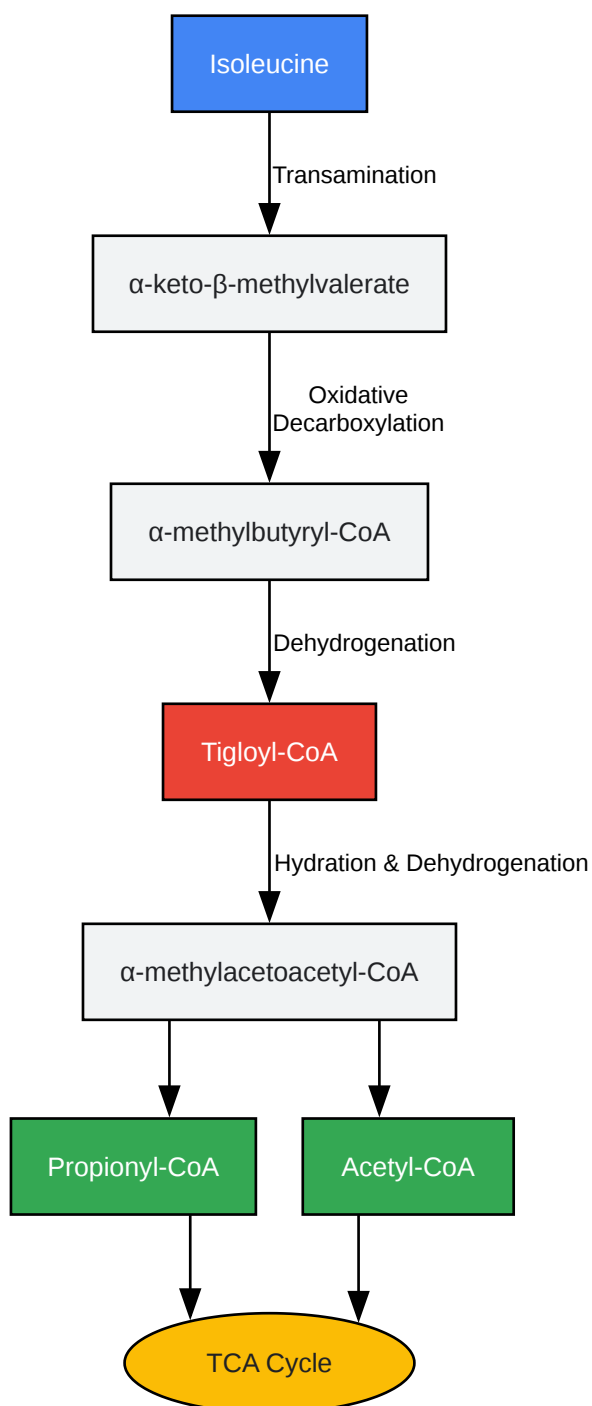 Isoleucine
Transamination
α-keto-β-methylvalerate
Oxidative
Decarboxylation
α-methylbutyryl-CoA
Dehydrogenation
Tigloyl-CoA
Hydration & Dehydrogenation
α-methylacetoacetyl-CoA
Propionyl-CoA
Acetyl-CoA
TCA Cycle